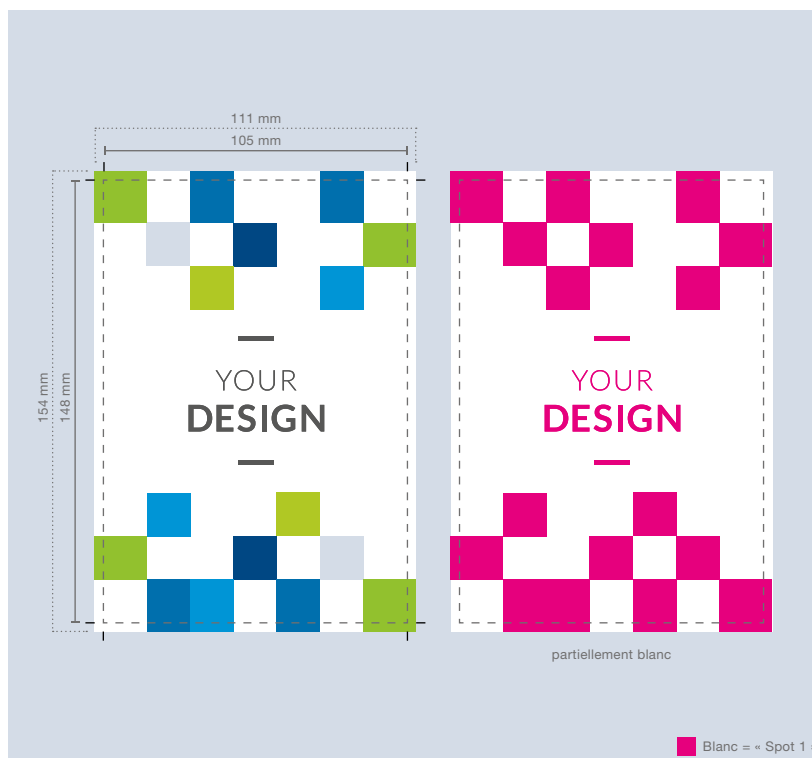 111 mm
105 mm
154 mm
148 mm
YOUR
DESIGN
YOUR
DESIGN
partiellement blanc
Blanc = « Spot 1 »